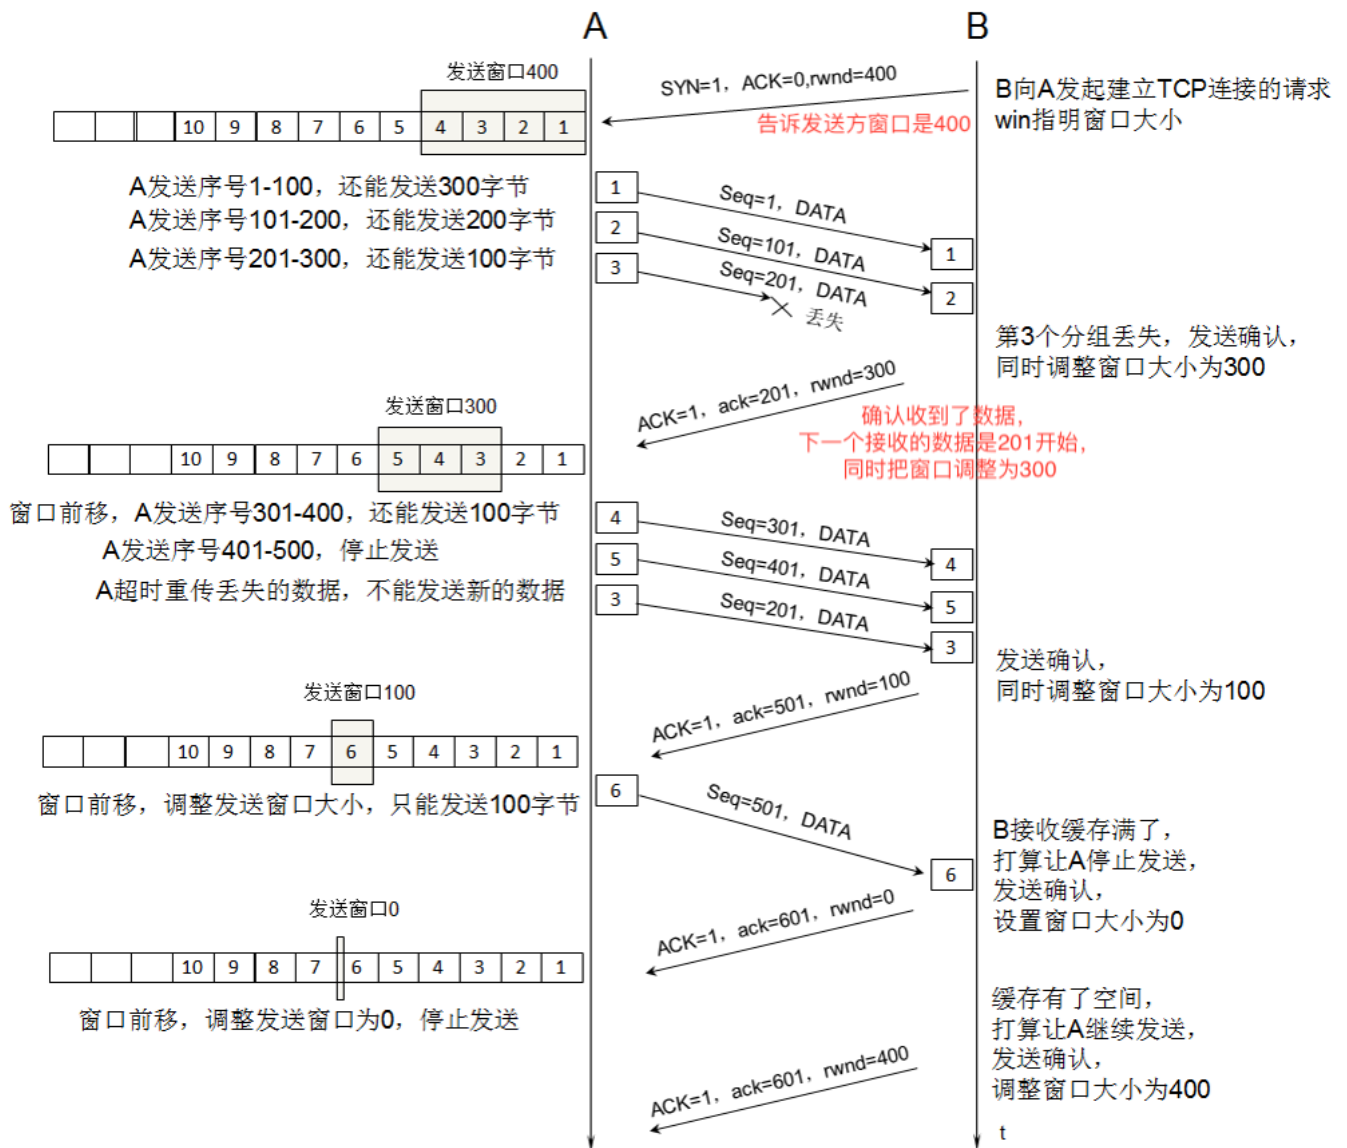 A
B
发送窗口400
SYN=1，ACK=0,rwnd=400
告诉发送方窗口是400
B向A发起建立TCP连接的请求
win指明窗口大小
10 9 8 7 6 5 4 3 2 1
A发送序号1-100，还能发送300字节
A发送序号101-200，还能发送200字节
A发送序号201-300，还能发送100字节
1
Seq=1，DATA
1
2
Seq=101，DATA
2
3
Seq=201，DATA
丢失
第3个分组丢失，发送确认，
同时调整窗口大小为300
ACK=1，ack=201，rwnd=300
确认收到了数据，
下一个接收的数据是201开始，
同时把窗口调整为300
发送窗口300
10 9 8 7 6 5 4 3 2 1
窗口前移，A发送序号301-400，还能发送100字节
A发送序号401-500，停止发送
A超时重传丢失的数据，不能发送新的数据
4
Seq=301，DATA
4
5
Seq=401，DATA
5
3
Seq=201，DATA
3
发送确认，
同时调整窗口大小为100
ACK=1，ack=501，rwnd=100
发送窗口100
10 9 8 7 6 5 4 3 2 1
窗口前移，调整发送窗口大小，只能发送100字节
6
Seq=501，DATA
6
B接收缓存满了，
打算让A停止发送，
发送确认，
设置窗口大小为0
ACK=1，ack=601，rwnd=0
发送窗口0
10 9 8 7 6 5 4 3 2 1
窗口前移，调整发送窗口为0，停止发送
缓存有了空间，
打算让A继续发送，
发送确认，
调整窗口大小为400
ACK=1，ack=601，rwnd=400
t